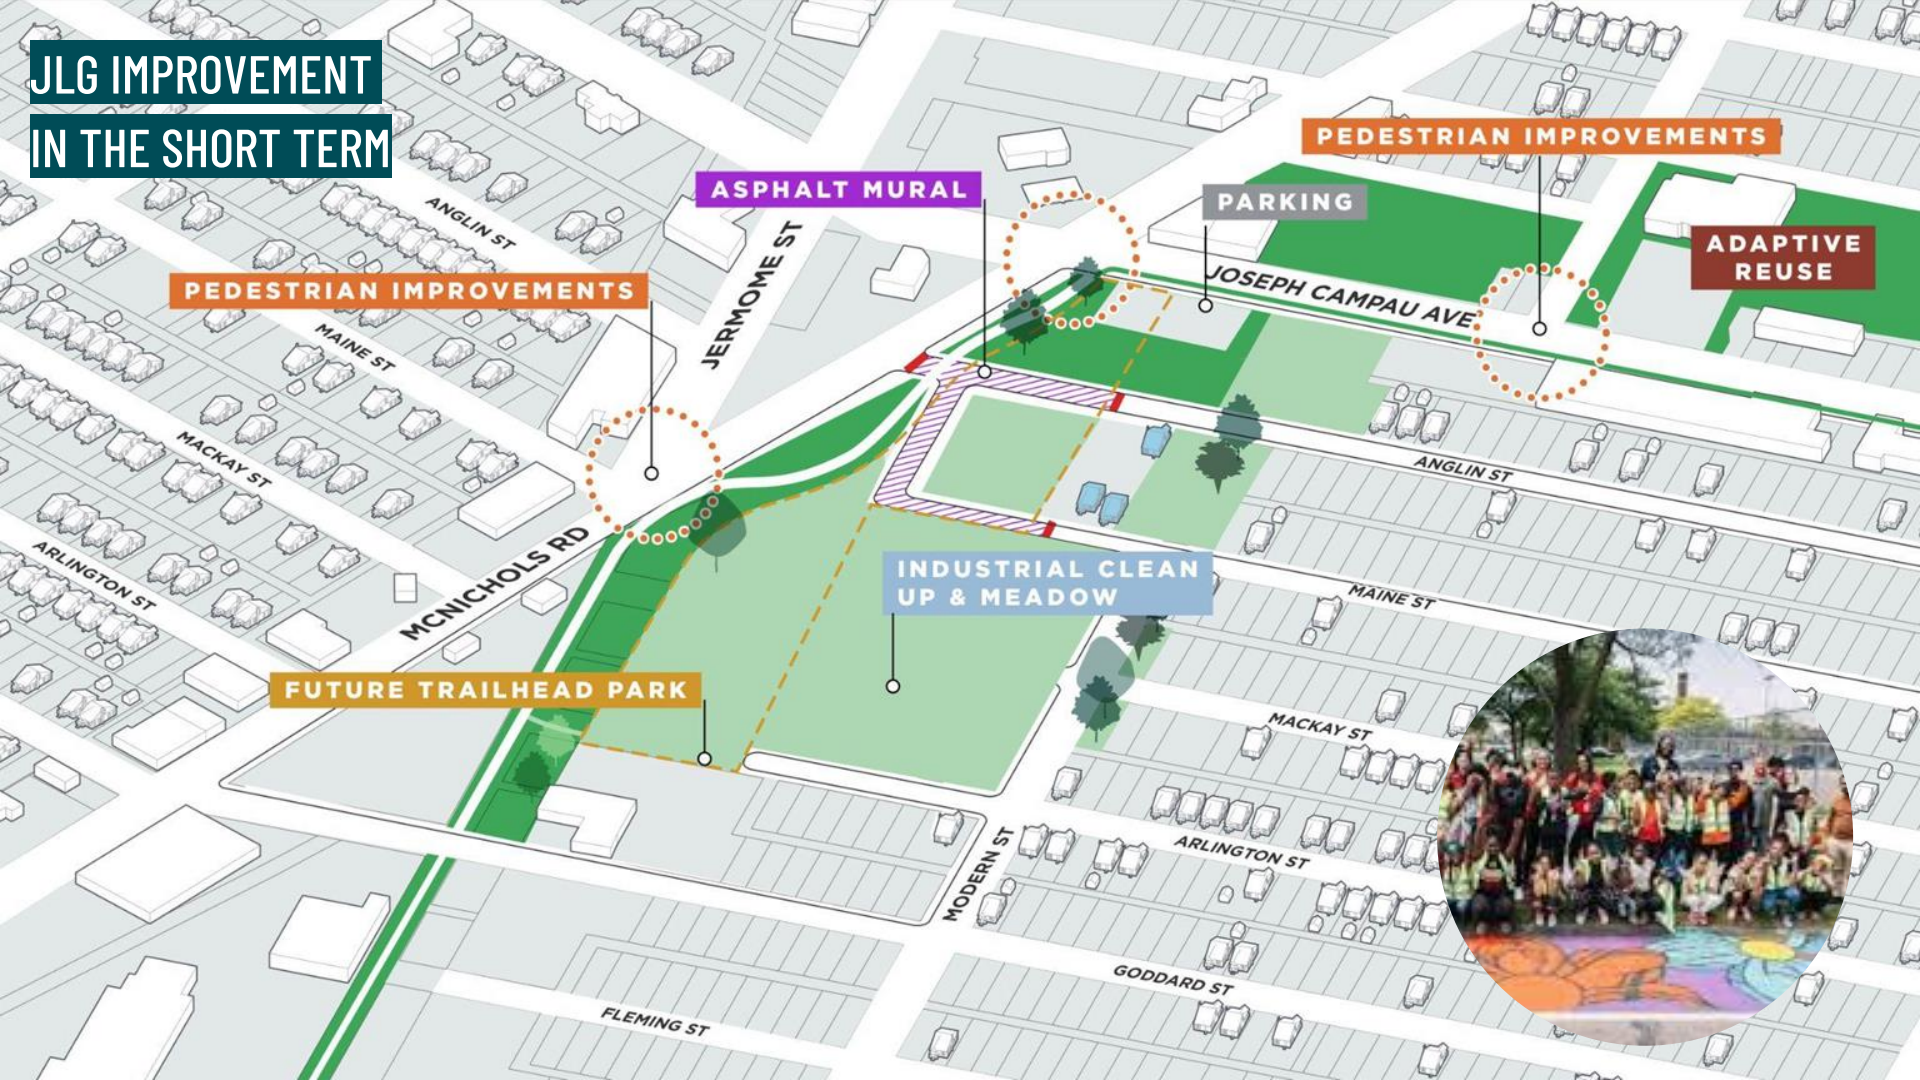 JLG IMPROVEMENT
IN THE SHORT TERM
PEDESTRIAN IMPROVEMENTS
ASPHALT MURAL
PARKING
ADAPTIVE
REUSE
ANGLIN ST
JERMOME ST
JOSEPH CAMPAU AVE
PEDESTRIAN IMPROVEMENTS
MAINE ST
MACKAY ST
ANGLIN ST
ARLINGTON ST
MCNICHOLS RD
INDUSTRIAL CLEAN
UP & MEADOW
MAINE ST
FUTURE TRAILHEAD PARK
MACKAY ST
ARLINGTON ST
MODERN ST
GODDARD ST
FLEMING ST